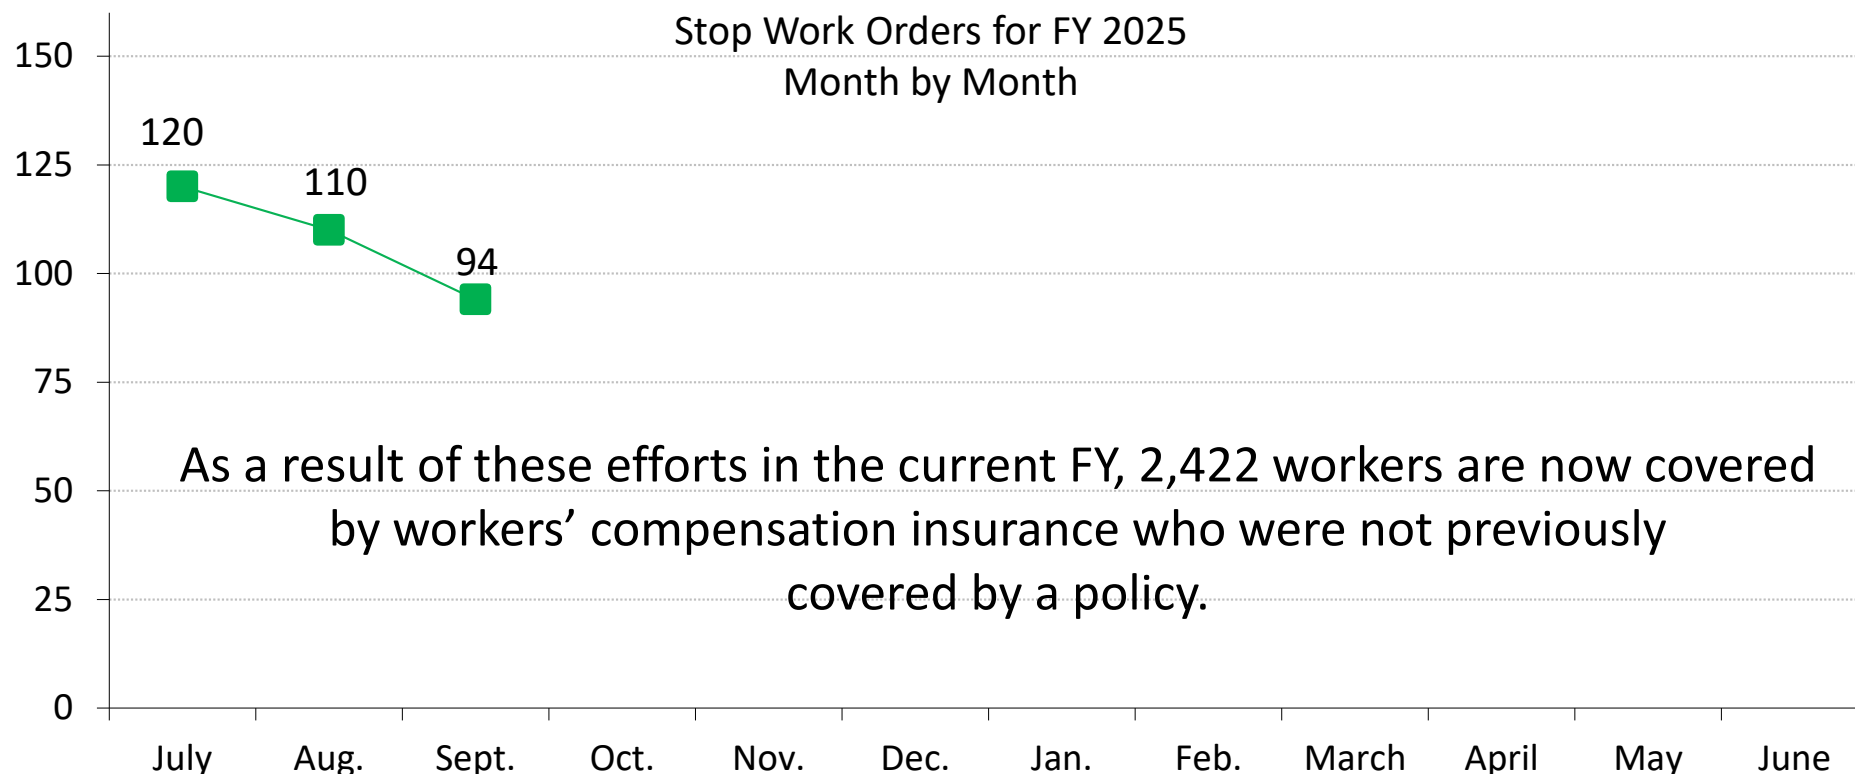 Stop Work Orders for FY 2025
Month by Month
150
120
125
110
100
94
75
As a result of these efforts in the current FY, 2,422 workers are now covered
50
by workers’ compensation insurance who were not previously
25
covered by a policy.
0
July Aug. Sept. Oct. Nov. Dec. Jan. Feb. March April May June